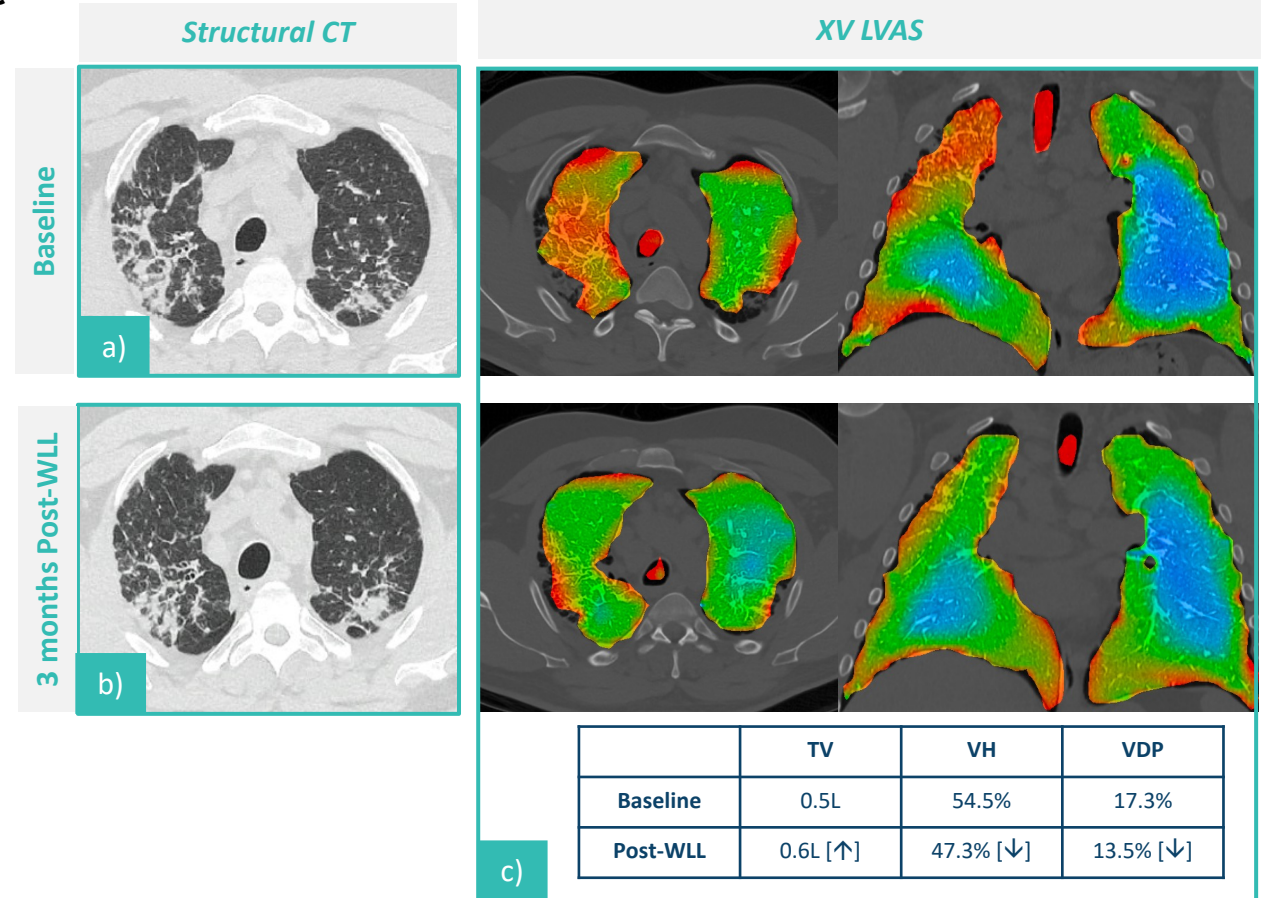 Structural CT
XV LVAS
Baseline
a)
3 months Post-WLL
b)
TV VH VDP
Baseline 0.5L 54.5% 17.3%
Post-WLL 0.6L [↑] 47.3% [↓] 13.5% [↓]
c)